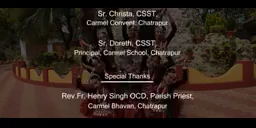 Sr. Christa, CSST,
Carmel Convent, Chatrapur
Sr. Doreth, CSST,
Principal, Carmel School, Chatrapur
Special Thanks
Rev.Fr. Henry Singh OCD, Parish Priest,
Carmel Bhavan, Chatrapur